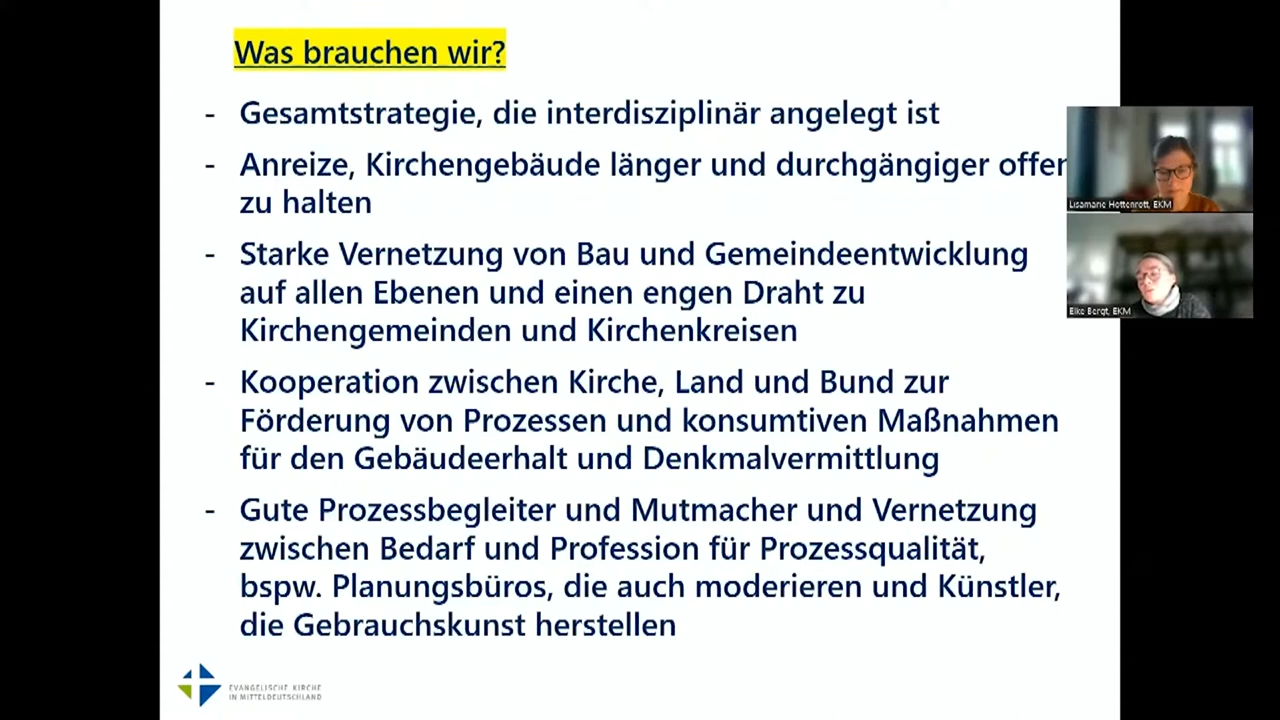 Was brauchen wir?
- Gesamtstrategie, die interdisziplinär angelegt ist
- Anreize, Kirchengebäude länger und durchgängiger offen
zu halten
- Starke Vernetzung von Bau und Gemeindeentwicklung
auf allen Ebenen und einen engen Draht zu
Kirchengemeinden und Kirchenkreisen
- Kooperation zwischen Kirche, Land und Bund zur
Förderung von Prozessen und konsumtiven Maßnahmen
für den Gebäudeerhalt und Denkmalvermittlung
- Gute Prozessbegleiter und Mutmacher und Vernetzung
zwischen Bedarf und Profession für Prozessqualität,
bspw. Planungsbüros, die auch moderieren und Künstler,
die Gebrauchskunst herstellen
EVANGELISCHE KIRCHE
IN MITTELDEUTSCHLAND
Lisamarie Hottenrott, EKM
Elke Bergt, EKM